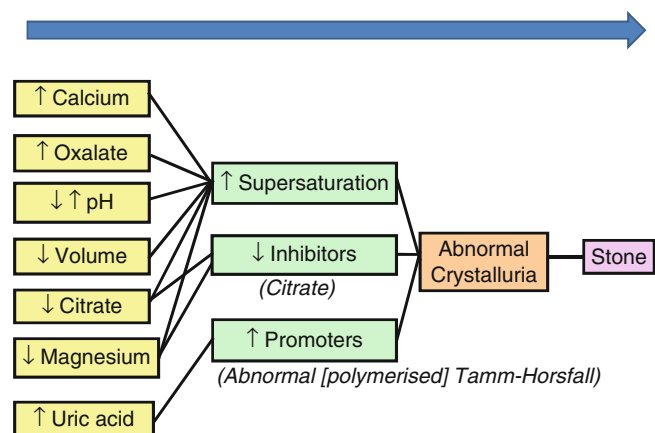 ↑ Calcium
↑ Oxalate
↓ ↑ pH
↓ Volume
↓ Citrate
↓ Magnesium
↑ Uric acid
↑ Supersaturation
↓ Inhibitors
(Citrate)
↑ Promoters
(Abnormal [polymerised] Tamm-Horsfall)
Abnormal
Crystalluria
Stone